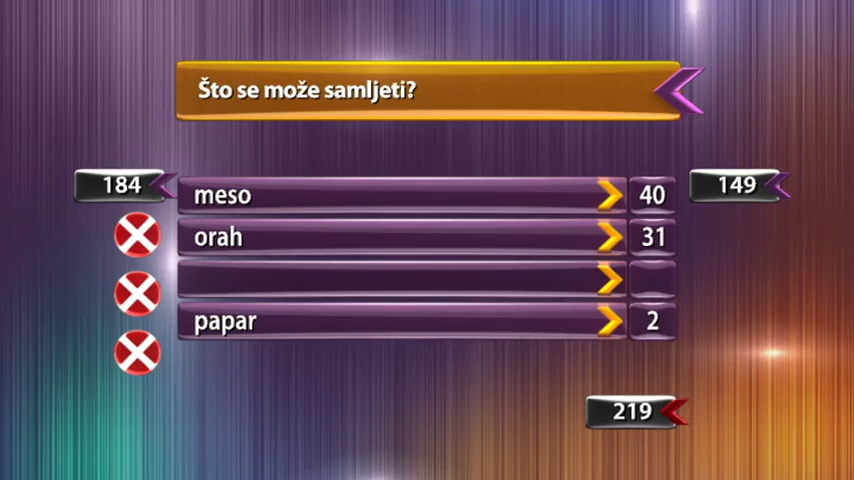 Što se može samljeti?
184
149
meso 40
orah 31
papar 2
219